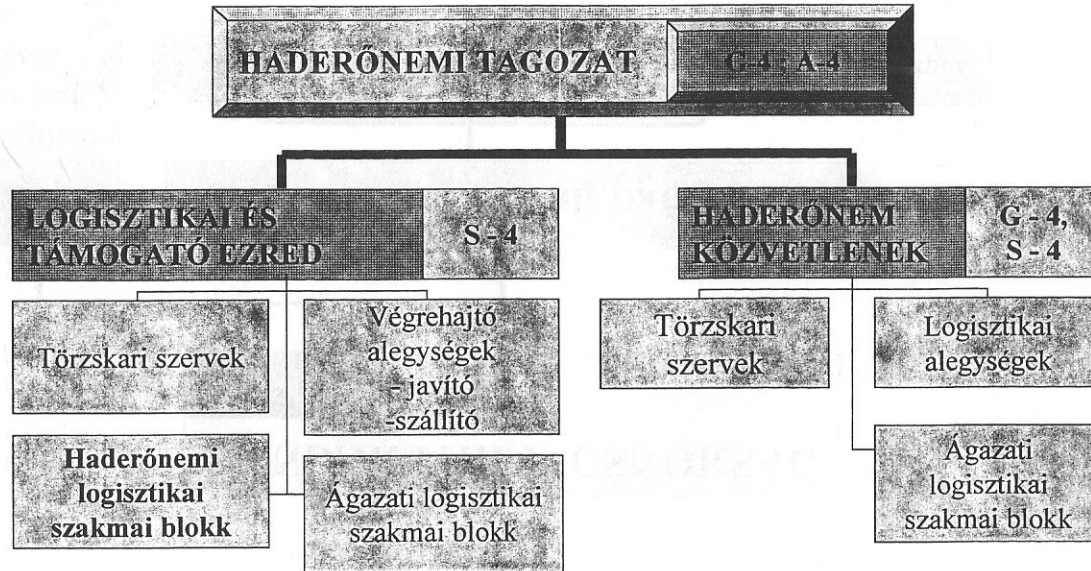 HADERŐNEMI TAGOZAT
G-4 ; A-4
LOGISZTIKAI ÉS
TÁMOGATÓ EZRED
S - 4
HADERŐNEM
KÖZVETLENEK
G - 4,
S - 4
Törzskari szervek
Végrehajtó
alegységek
- javító
-szállító
Haderőnemi
logisztikai
szakmai blokk
Ágazati logisztikai
szakmai blokk
Törzskari
szervek
Logisztikai
alegységek
Ágazati
logisztikai
szakmai blokk